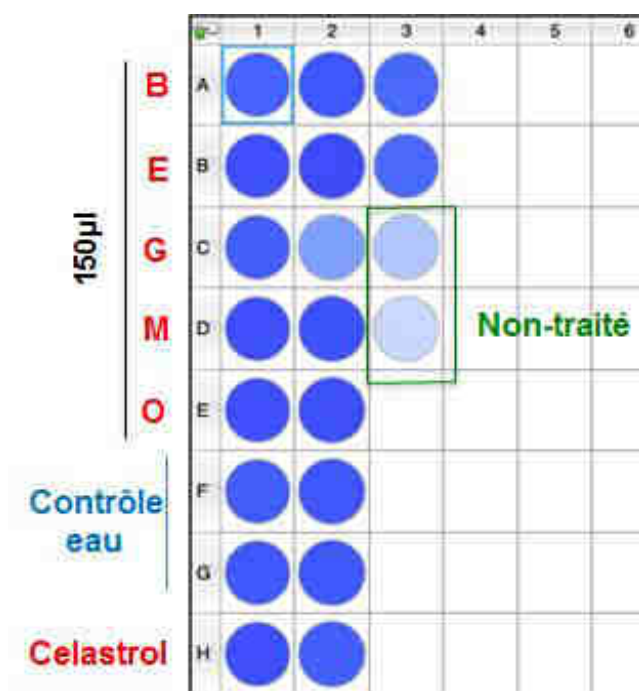 1 2 3 4 5 6
B A
E B
150µl
G C
M D
Non-traité
O E
Contrôle F
eau
G
Celastrol H